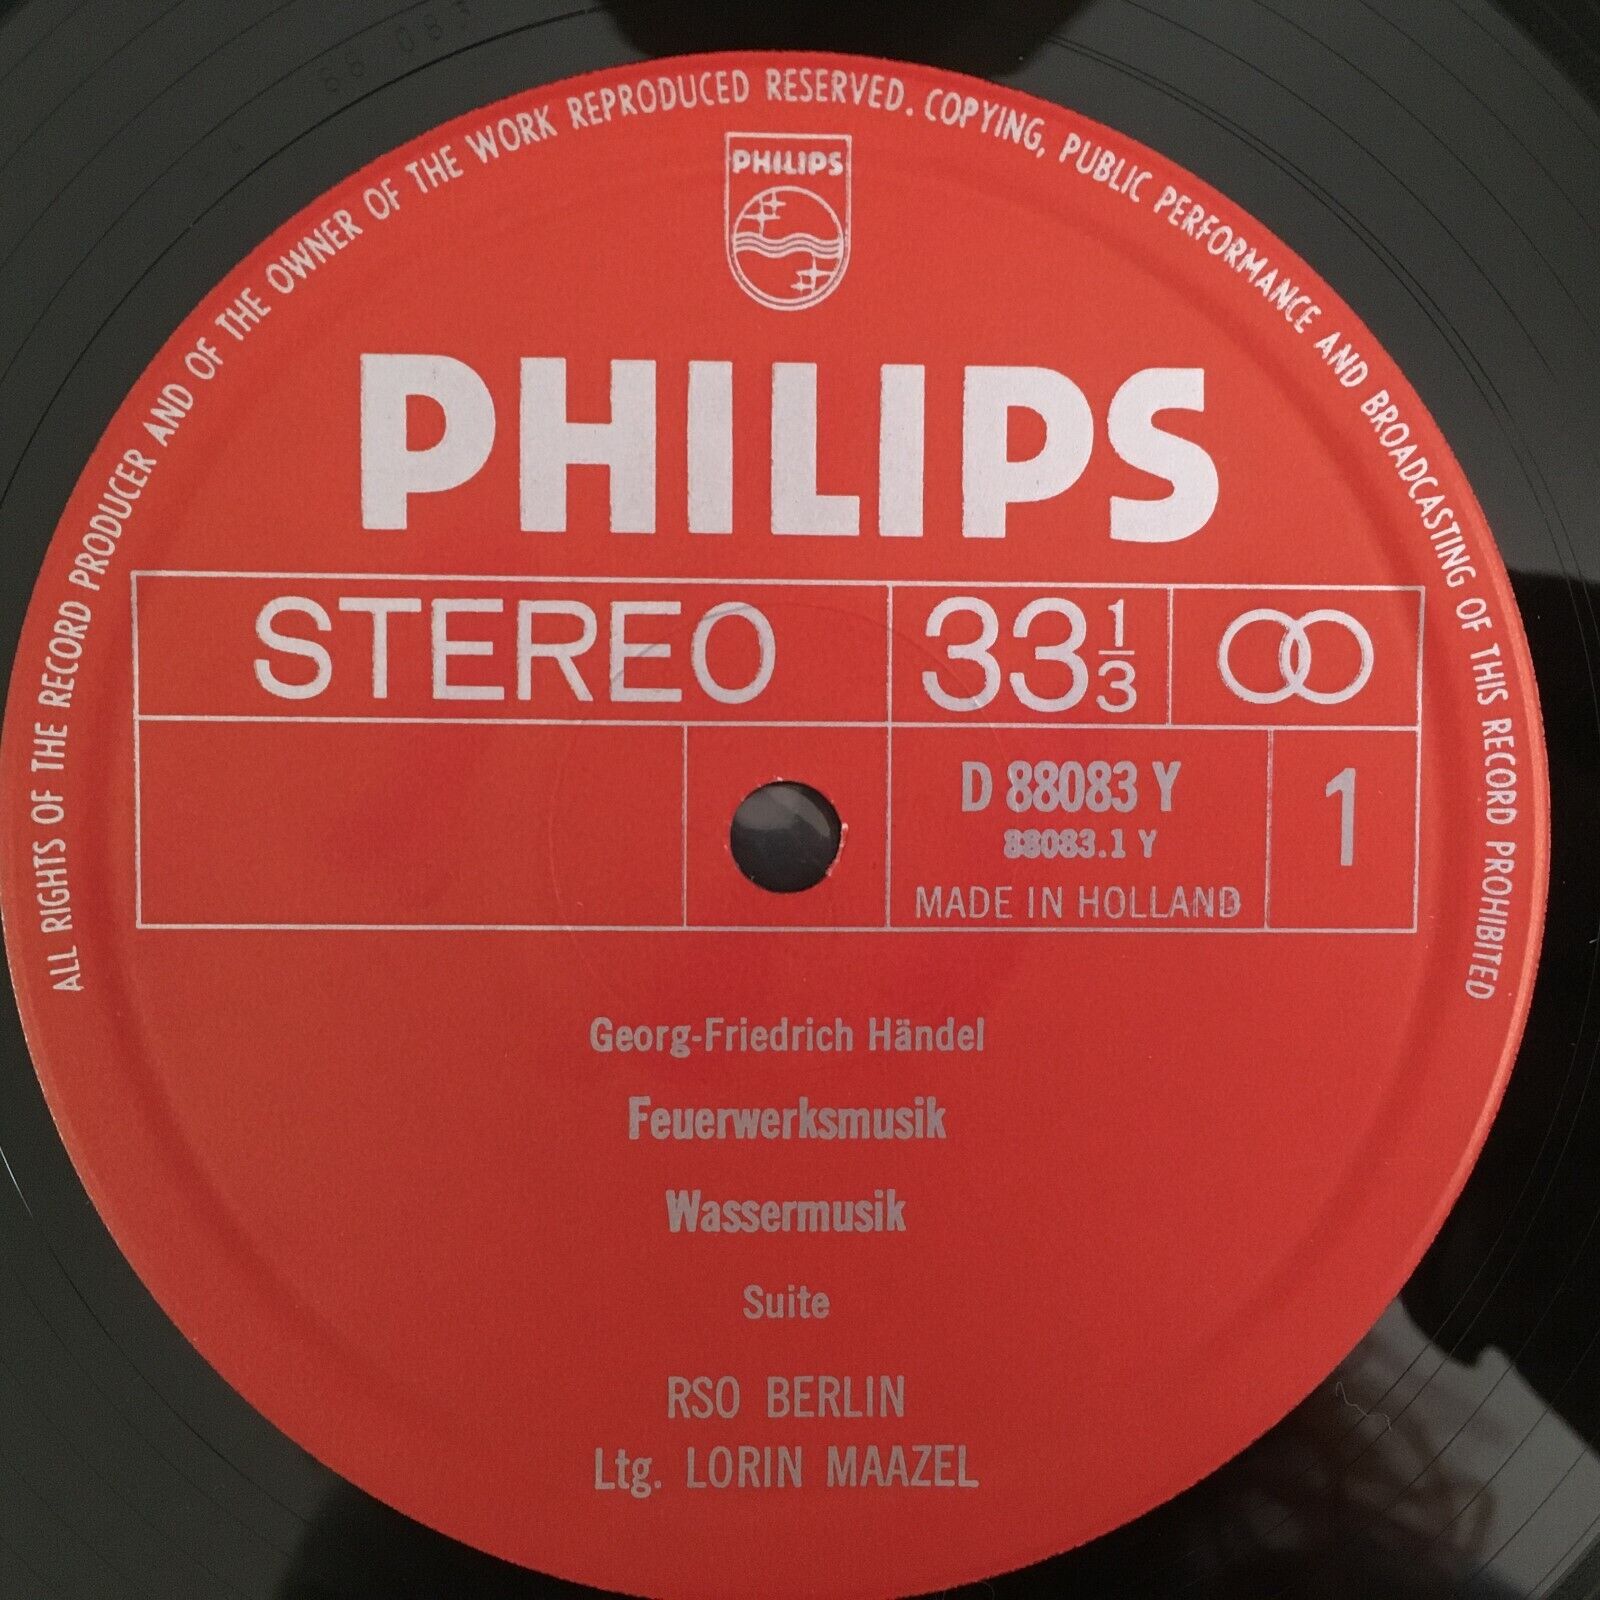 ALL RIGHTS OF THE RECORD PRODUCER AND OF THE OWNER OF THE WORK REPRODUCED RESERVED. COPYING, PUBLIC PERFORMANCE AND BROADCASTING OF THIS RECORD PROHIBITED
PHILIPS
PHILIPS
STEREO 33 1/3
D 88083 Y 1
88083.1 Y
MADE IN HOLLAND
Georg-Friedrich Händel
Feuerwerksmusik
Wassermusik
Suite
RSO BERLIN
Ltg. LORIN MAAZEL